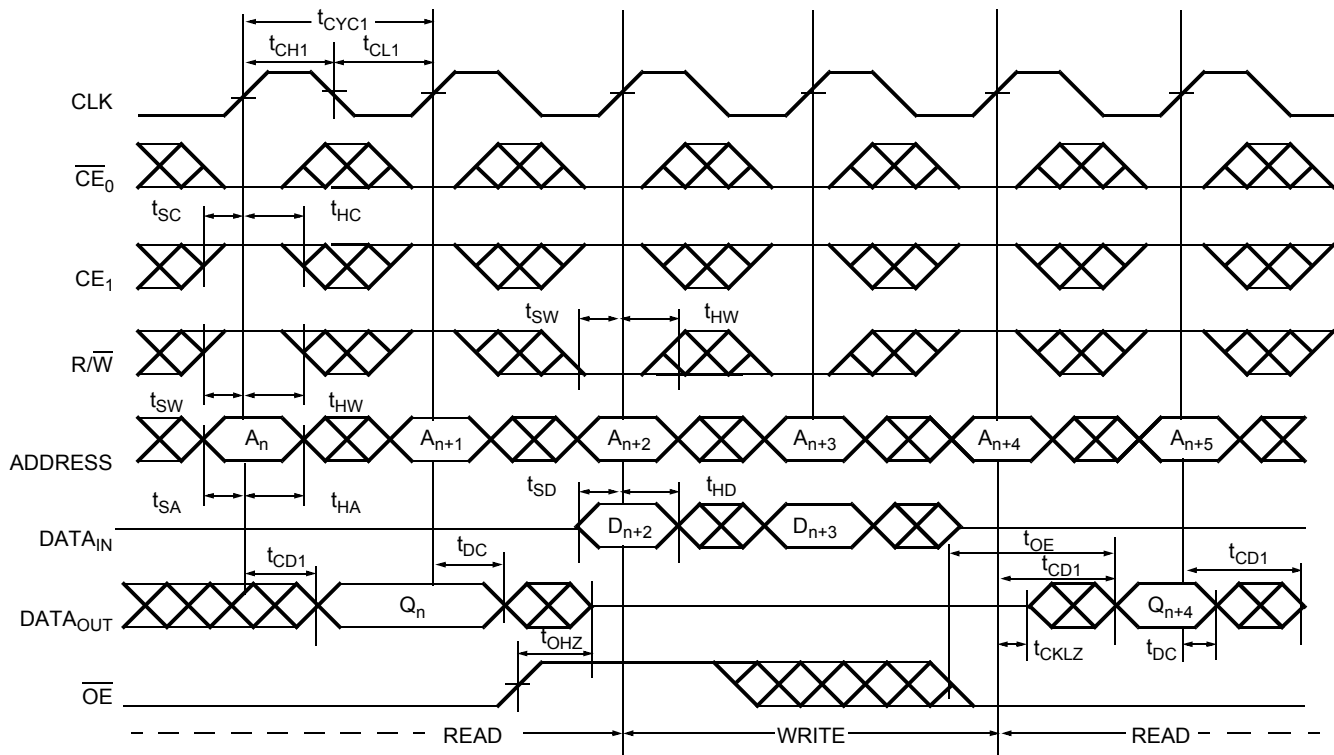 tCYC1
tCH1 tCL1
CLK
CE0
tSC tHC
CE1
tSW tHW
R/W
tSW tHW
An An+1 An+2 An+3 An+4 An+5
ADDRESS
tSA tHA tSD tHD
DATAIN Dn+2 Dn+3
tOE
tCD1 tDC tCD1 tCD1
DATAOUT Qn Qn+4
tOHZ tCKLZ tDC
OE
READ WRITE READ